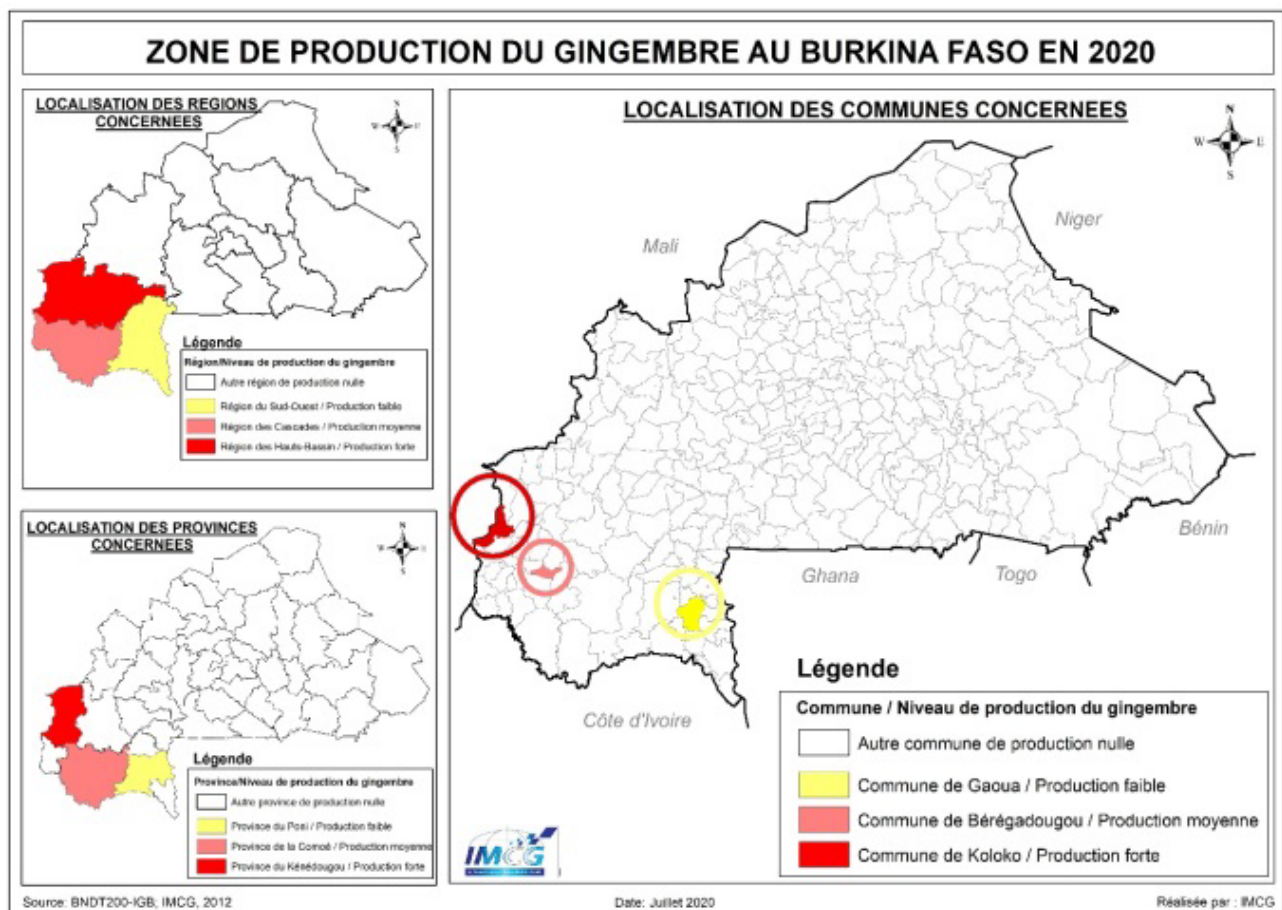 ZONE DE PRODUCTION DU GINGEMBRE AU BURKINA FASO EN 2020
LOCALISATION DES REGIONS
CONCERNEES
N
W
E
S
Légende
Région/Niveau de production du gingembre
Autre région de production nulle
Région du Sud-Ouest / Production faible
Région des Cascades / Production moyenne
Région des Hauts-Bassin / Production forte
LOCALISATION DES PROVINCES
CONCERNEES
N
W
E
S
Légende
Province/Niveau de production du gingembre
Autre province de production nulle
Province du Poni / Production faible
Province de la Comoé / Production moyenne
Province du Kénédougou / Production forte
LOCALISATION DES COMMUNES CONCERNEES
N
W
E
S
Mali
Niger
Bénin
Togo
Ghana
Côte d'Ivoire
Légende
Commune / Niveau de production du gingembre
Autre commune de production nulle
Commune de Gaoua / Production faible
Commune de Bérégadougou / Production moyenne
Commune de Koloko / Production forte
IMCG
Source: BNDT200-IGB; IMCG, 2012
Date: Juillet 2020
Réalisée par : IMCG